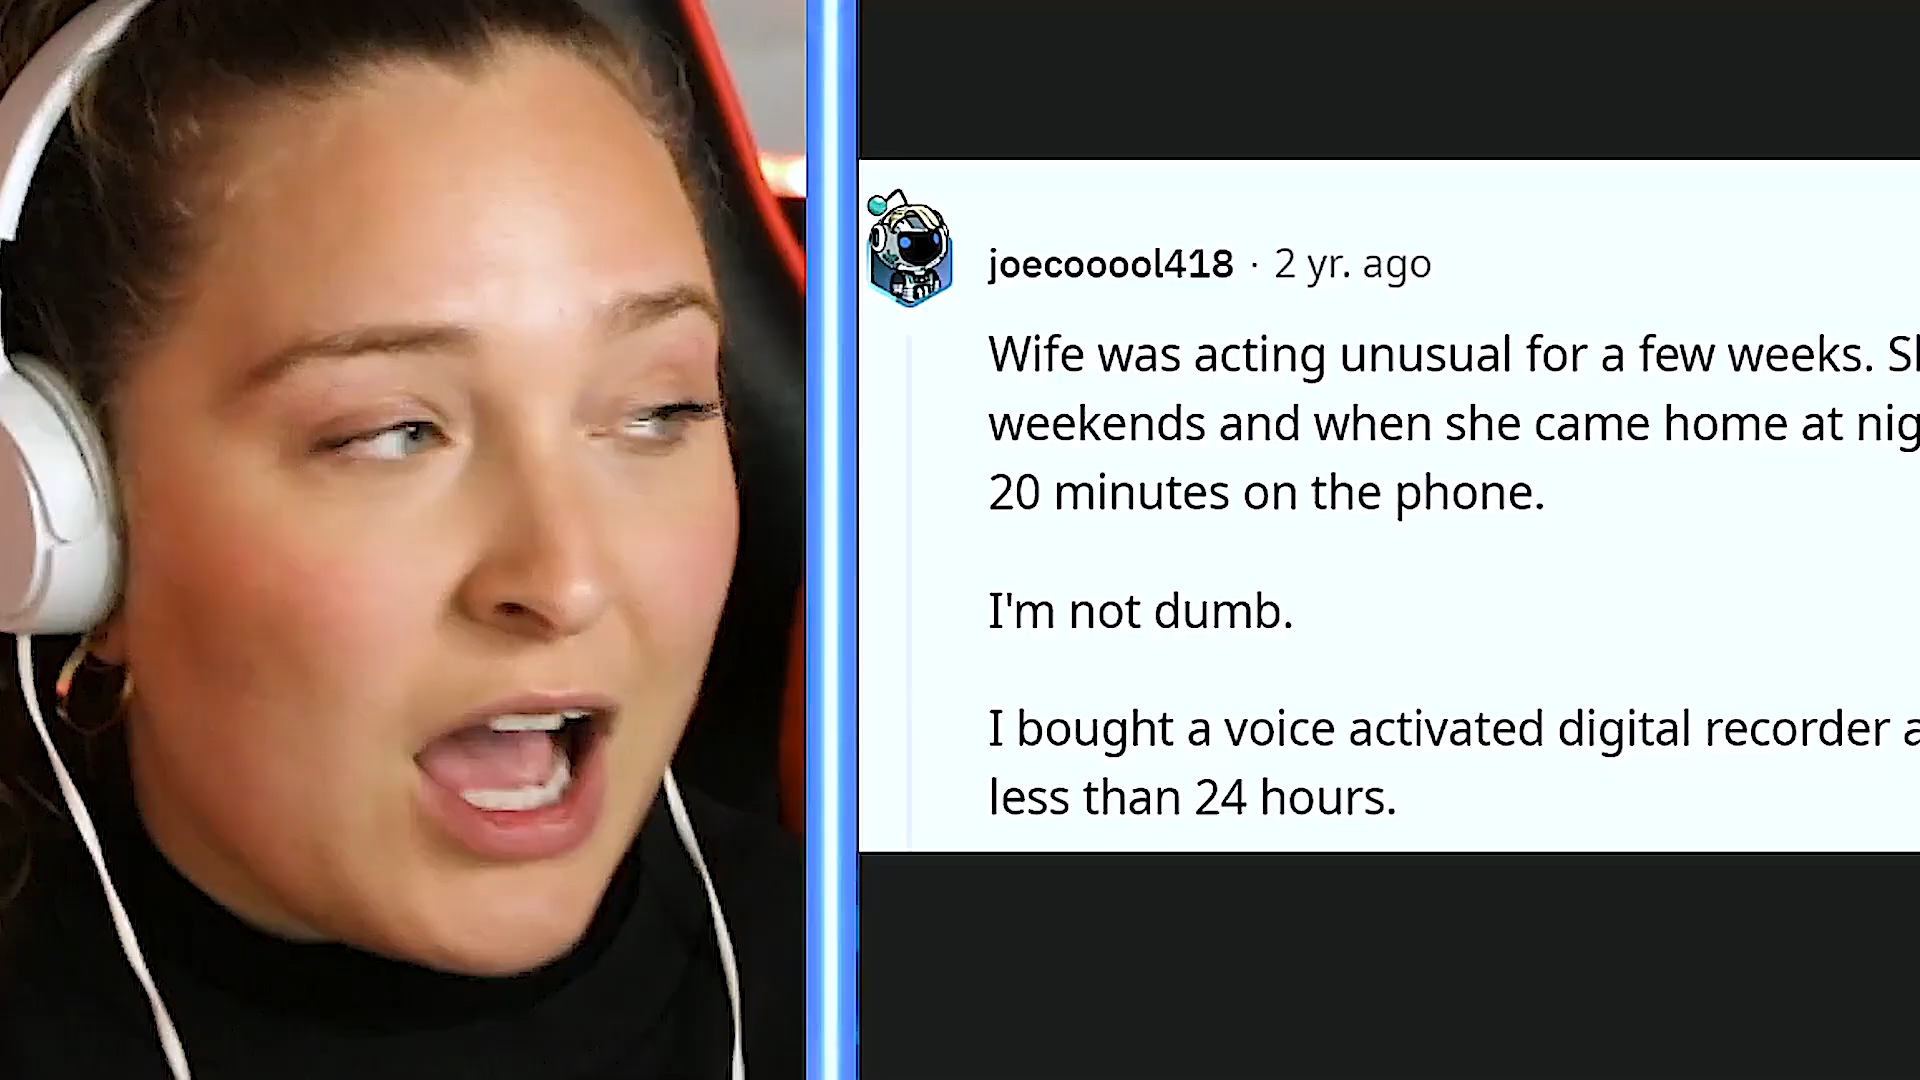 joecooool418 · 2 yr. ago
Wife was acting unusual for a few weeks.
weekends and when she came home at
20 minutes on the phone.
I'm not dumb.
I bought a voice activated digital recorder
less than 24 hours.